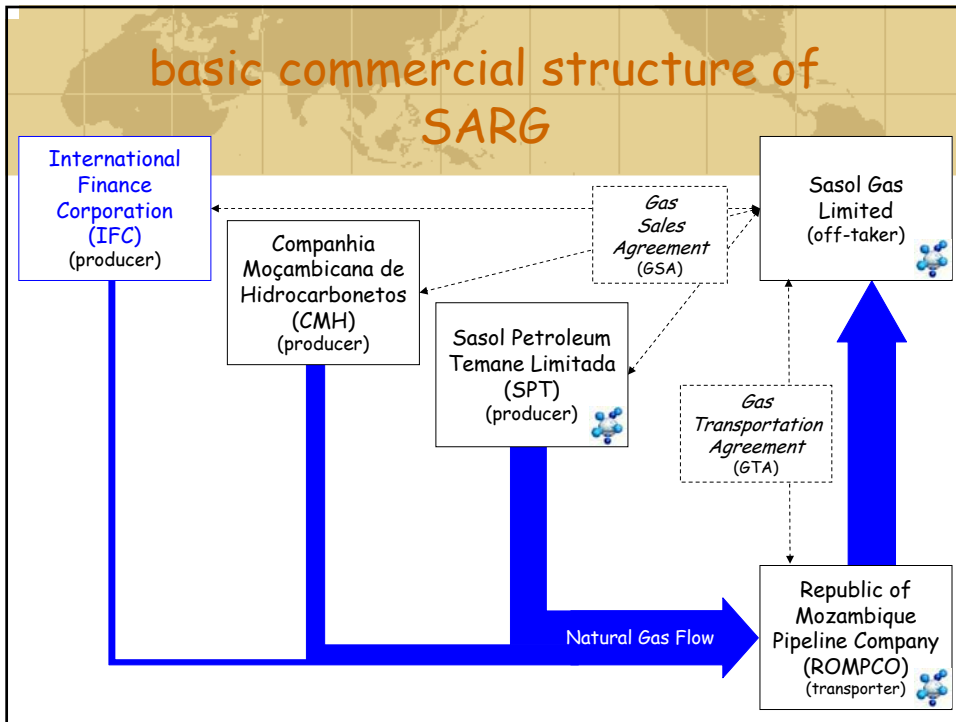 basic commercial structure of
SARG
International
Finance
Corporation
(IFC)
(producer)
Companhia
Moçambicana de
Hidrocarbonetos
(CMH)
(producer)
Sasol Petroleum
Temane Limitada
(SPT)
(producer)
Gas
Sales
Agreement
(GSA)
Sasol Gas
Limited
(off-taker)
Gas
Transportation
Agreement
(GTA)
Natural Gas Flow
Republic of
Mozambique
Pipeline Company
(ROMPCO)
(transporter)